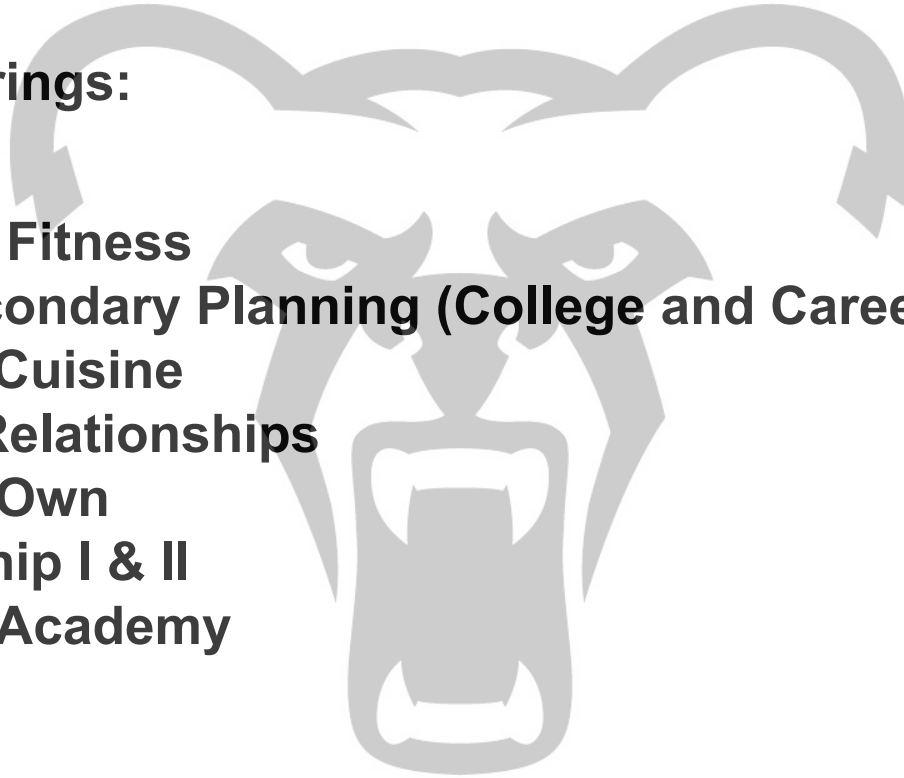 rings:
Fitness
condary Planning (College and Caree
Cuisine
Relationships
Own
hip I & II
Academy